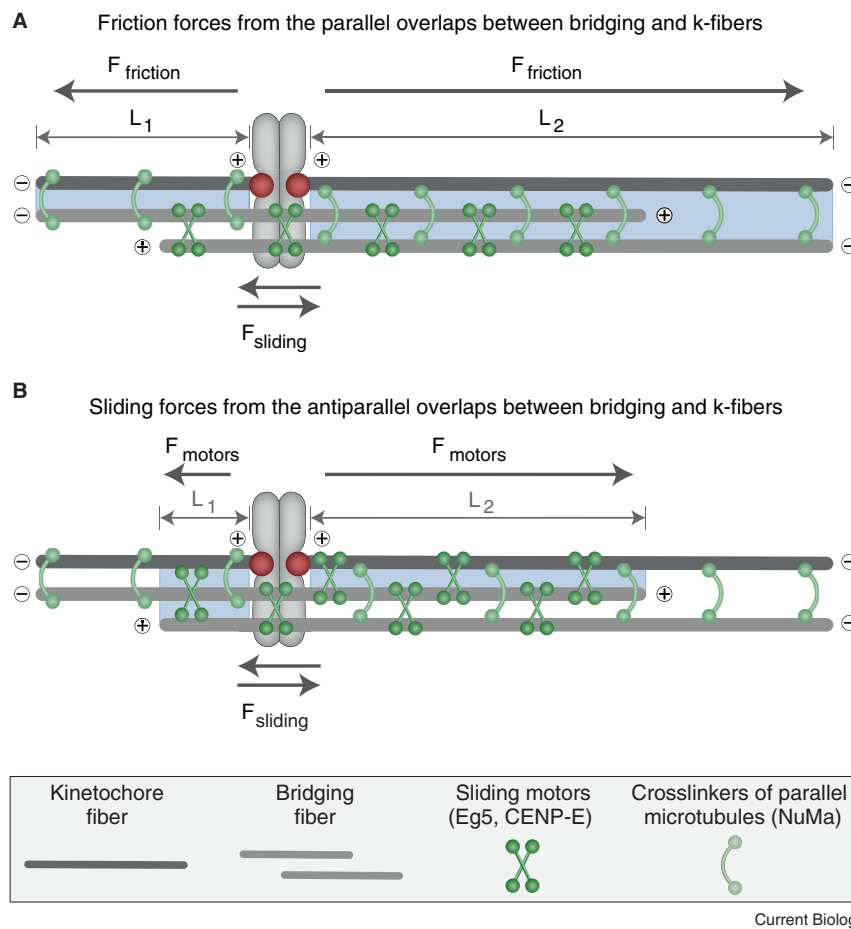 A
Friction forces from the parallel overlaps between bridging and k-fibers
F friction
F friction
L1
L2
+
+
−
−
−
+
+
−
Fsliding
B
Sliding forces from the antiparallel overlaps between bridging and k-fibers
F motors
F motors
L1
L2
+
+
−
−
−
+
+
−
Fsliding
Kinetochore
fiber
Bridging
fiber
Sliding motors
(Eg5, CENP-E)
Crosslinkers of parallel
microtubules (NuMa)
Current Biolog